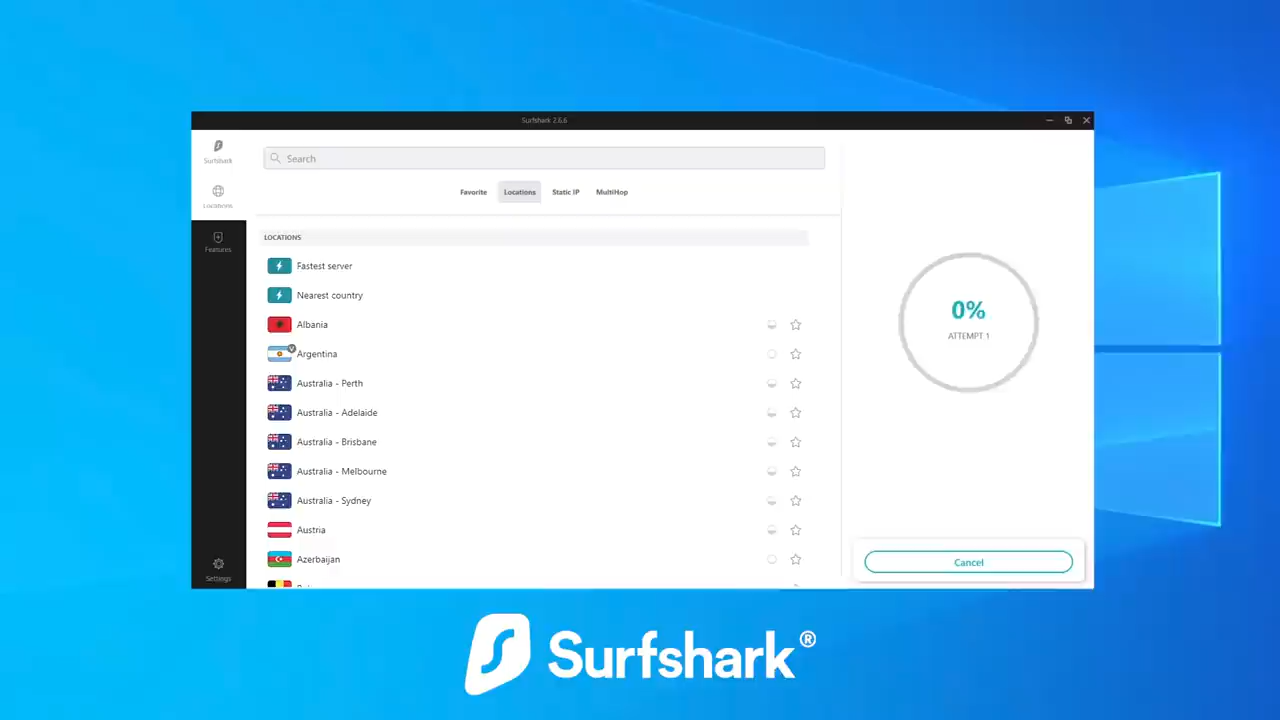 Surfshark 2.6.6
Surfshark
Locations
Features
Settings
Search
Favorite Locations Static IP MultiHop
LOCATIONS
Fastest server
Nearest country
Albania
V
Argentina
Australia - Perth
Australia - Adelaide
Australia - Brisbane
Australia - Melbourne
Australia - Sydney
Austria
Azerbaijan
0%
ATTEMPT 1
Cancel
Surfshark®